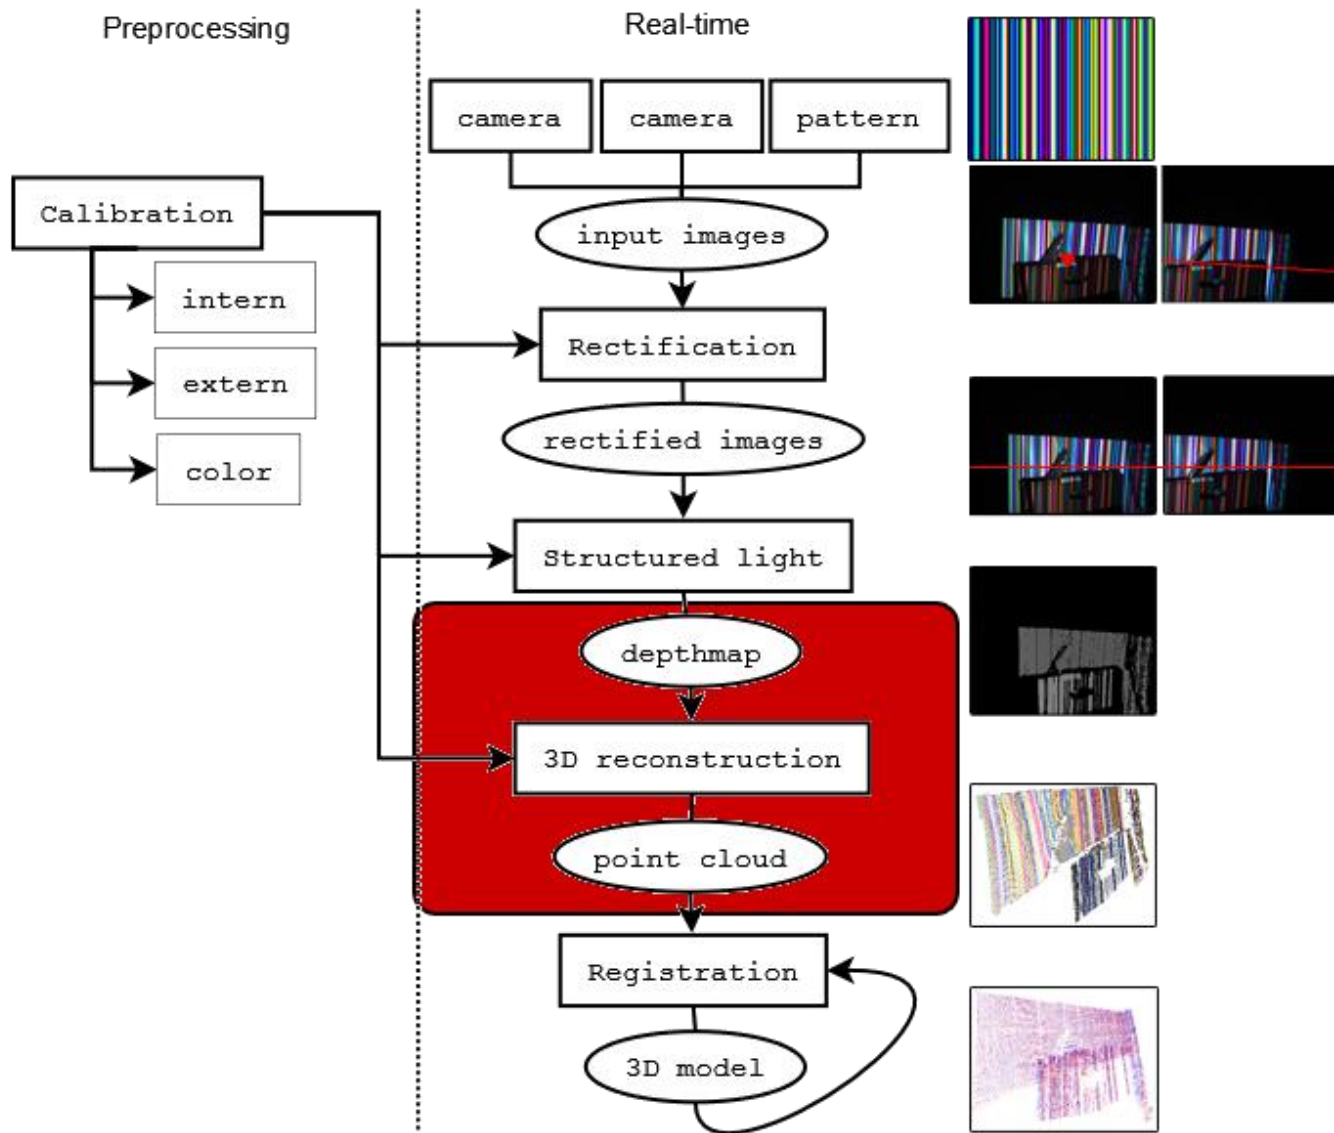 Preprocessing
Real-time
camera
camera
pattern
Calibration
input images
intern
Rectification
extern
rectified images
color
Structured light
depthmap
3D reconstruction
point cloud
Registration
3D model